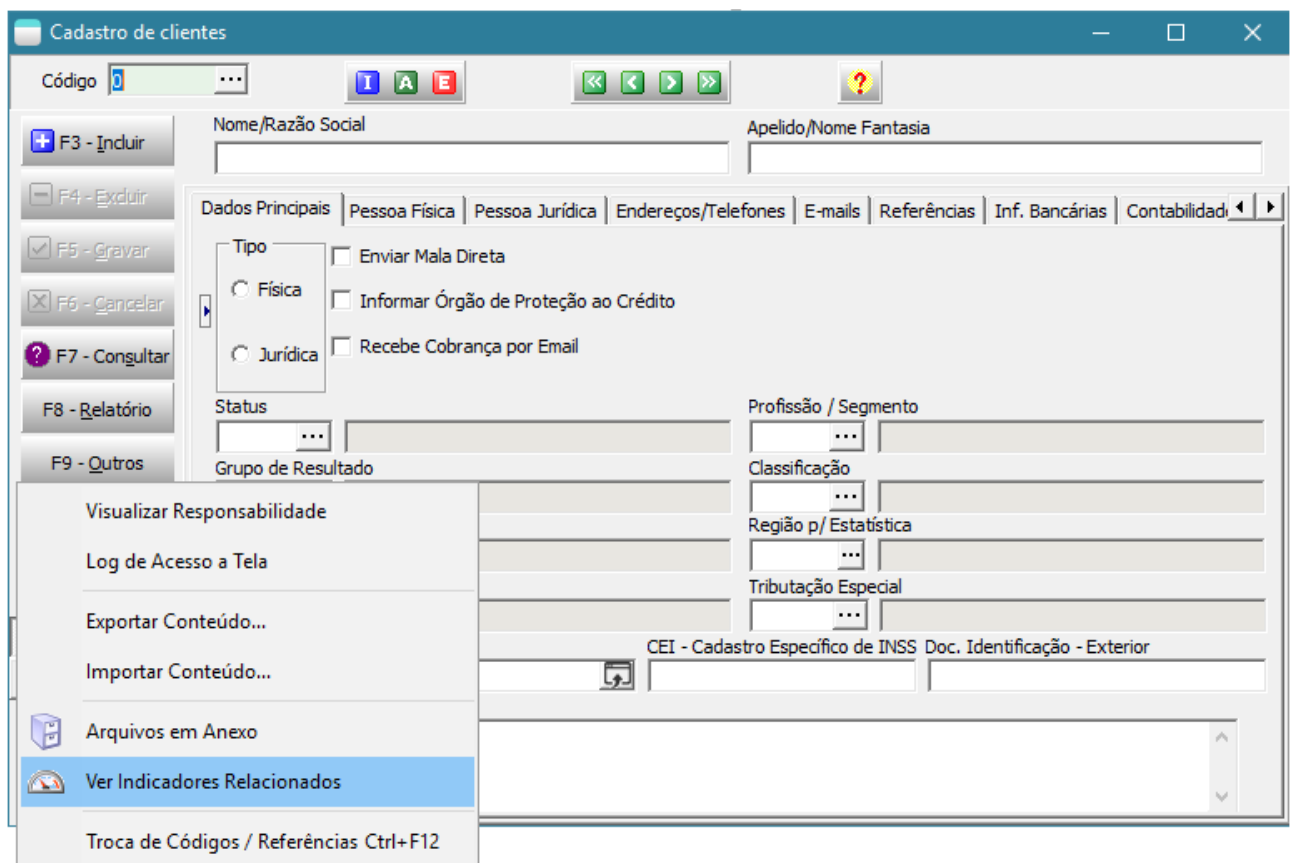 Cadastro de clientes
Código 0 ...
I A E
?
F3 - Incluir
F4 - Excluir
F5 - Gravar
F6 - Cancelar
? F7 - Consultar
F8 - Relatório
F9 - Outros
Nome/Razão Social
Apelido/Nome Fantasia
Dados Principais Pessoa Física Pessoa Jurídica Endereços/Telefones E-mails Referências Inf. Bancárias Contabilidad
Tipo
Física
Jurídica
Enviar Mala Direta
Informar Órgão de Proteção ao Crédito
Recebe Cobrança por Email
Status Profissão / Segmento
... ...
Grupo de Resultado Classificação
...
Região p/ Estatística
...
Tributação Especial
...
CEI - Cadastro Específico de INSS Doc. Identificação - Exterior
Visualizar Responsabilidade
Log de Acesso a Tela
Exportar Conteúdo...
Importar Conteúdo...
Arquivos em Anexo
Ver Indicadores Relacionados
Troca de Códigos / Referências Ctrl+F12